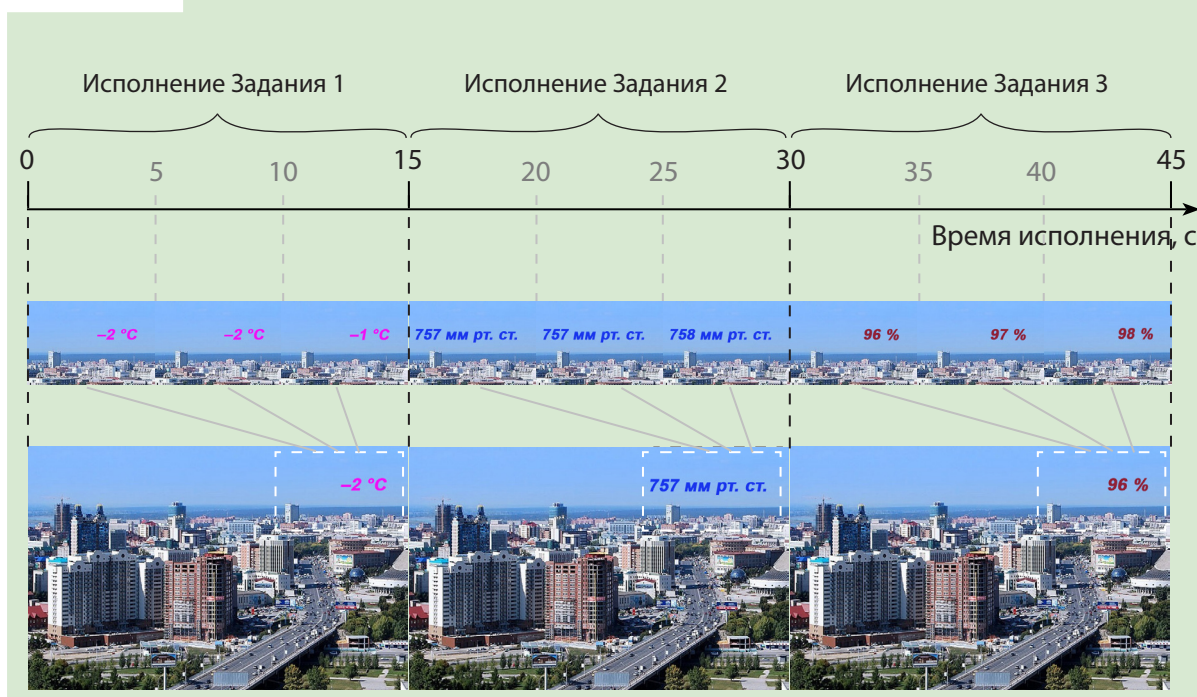 Исполнение Задания 1 Исполнение Задания 2 Исполнение Задания 3
0 5 10 15 20 25 30 35 40 45
Время исполнения, с
–2 °C –2 °C –1 °C 757 мм рт. ст. 757 мм рт. ст. 758 мм рт. ст. 96 % 97 % 98 %
–2 °C 757 мм рт. ст. 96 %